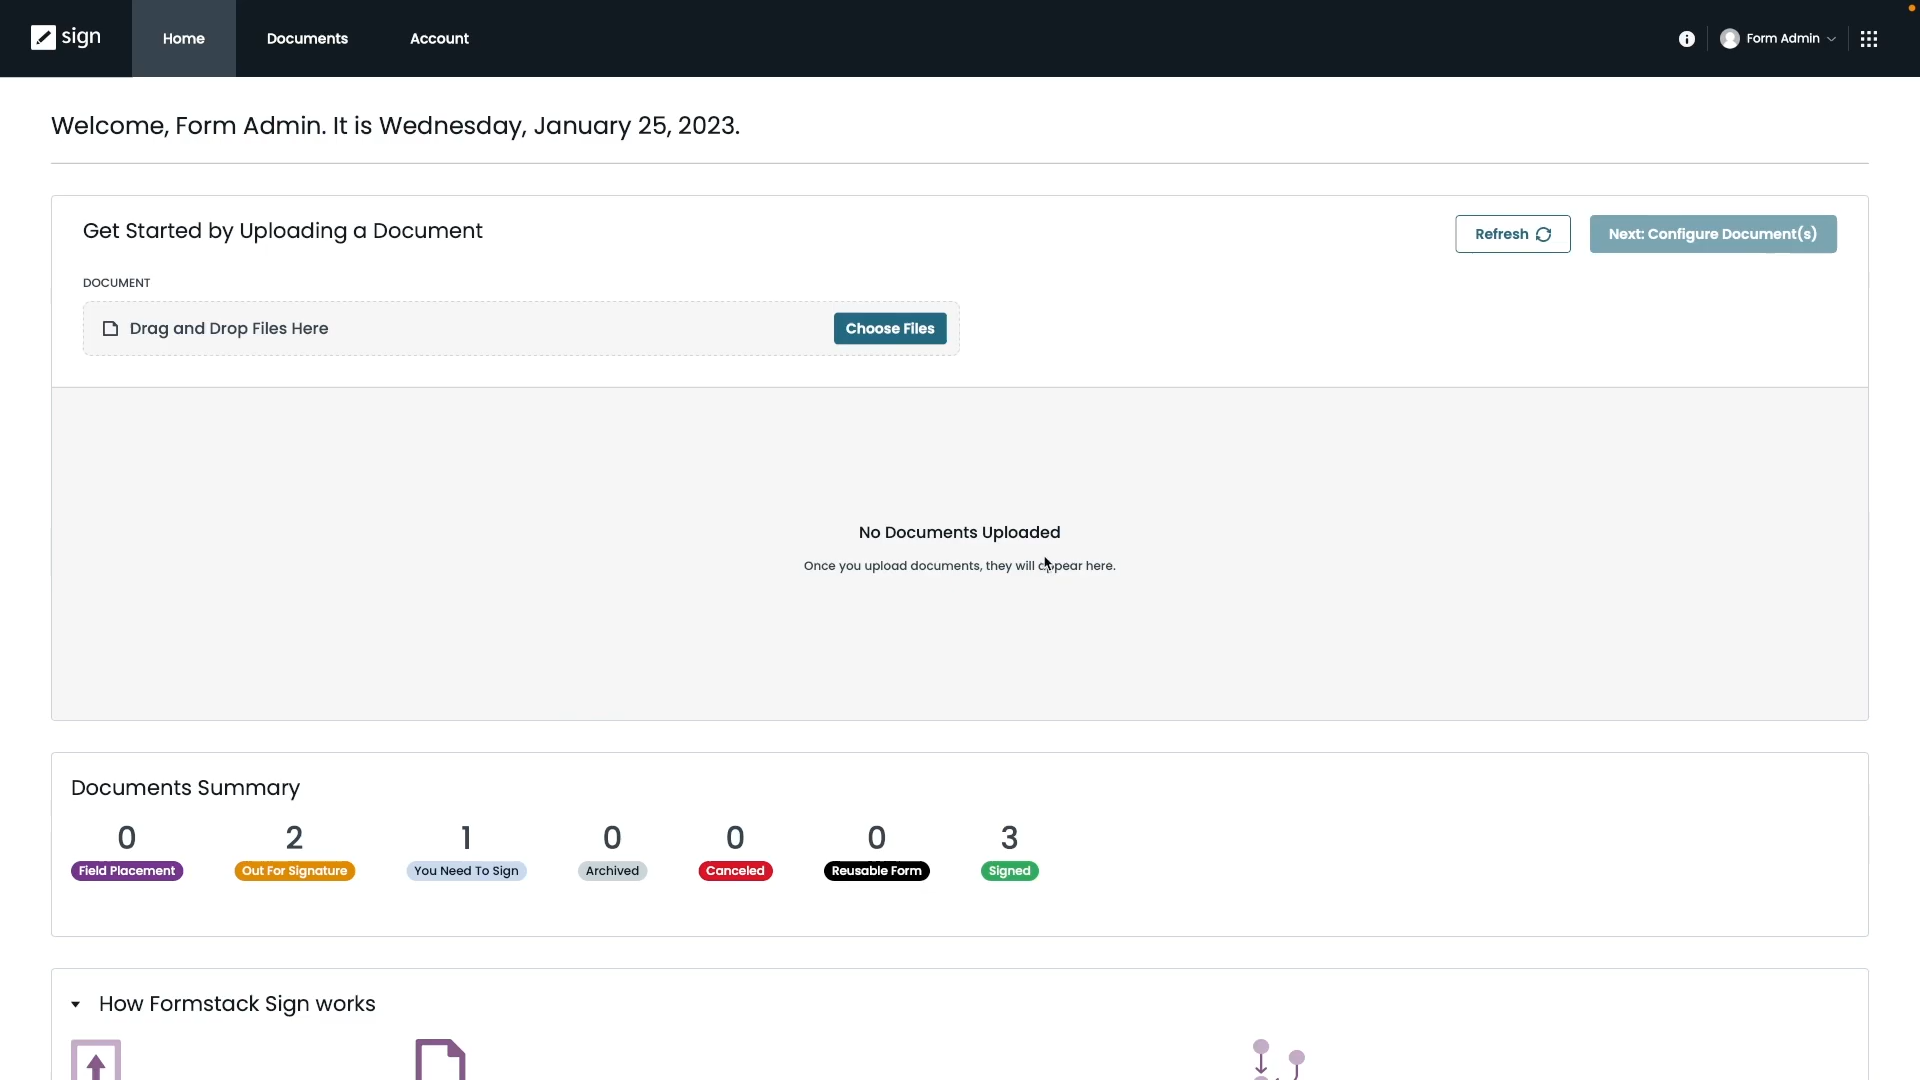 sign
Home
Documents
Account
Form Admin
Welcome, Form Admin. It is Wednesday, January 25, 2023.
Get Started by Uploading a Document
Refresh
Next: Configure Document(s)
DOCUMENT
Drag and Drop Files Here
Choose Files
No Documents Uploaded
Once you upload documents, they will appear here.
Documents Summary
0
2
1
0
0
0
3
Field Placement
Out For Signature
You Need To Sign
Archived
Canceled
Reusable Form
Signed
How Formstack Sign works